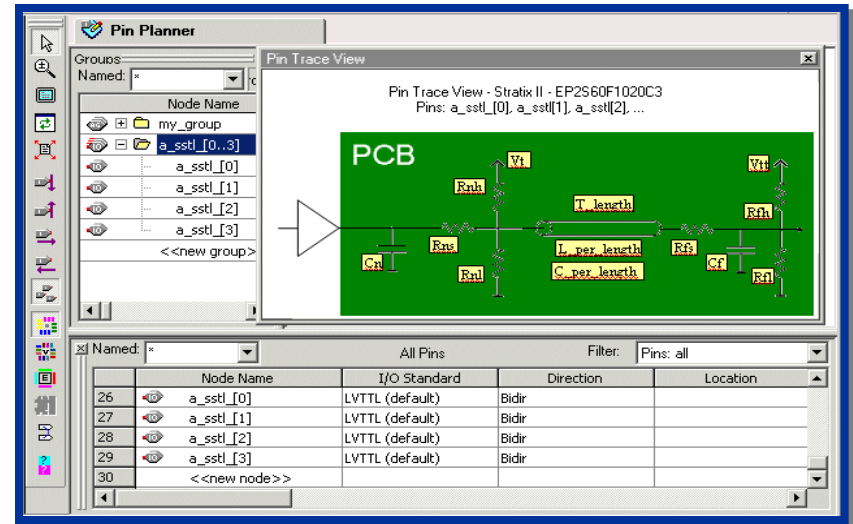 Pin Planner
Groups
Named: *
Node Name
my_group
a_sstl_[0..3]
a_sstl_[0]
a_sstl_[1]
a_sstl_[2]
a_sstl_[3]
<<new group>
Pin Trace View
Pin Trace View - Stratix II - EP2S60F1020C3
Pins: a_sstl_[0], a_sstl[1], a_sstl[2], ...
PCB
Vt
Vtt
Rnh
T_length
Rfh
Rns
L_per_length
Rfs
Cn
Rnl
C_per_length
Cf
Rfl
Named: * All Pins Filter: Pins: all
Node Name I/O Standard Direction Location
26 a_sstl_[0] LVTTL (default) Bidir
27 a_sstl_[1] LVTTL (default) Bidir
28 a_sstl_[2] LVTTL (default) Bidir
29 a_sstl_[3] LVTTL (default) Bidir
30 <<new node>>